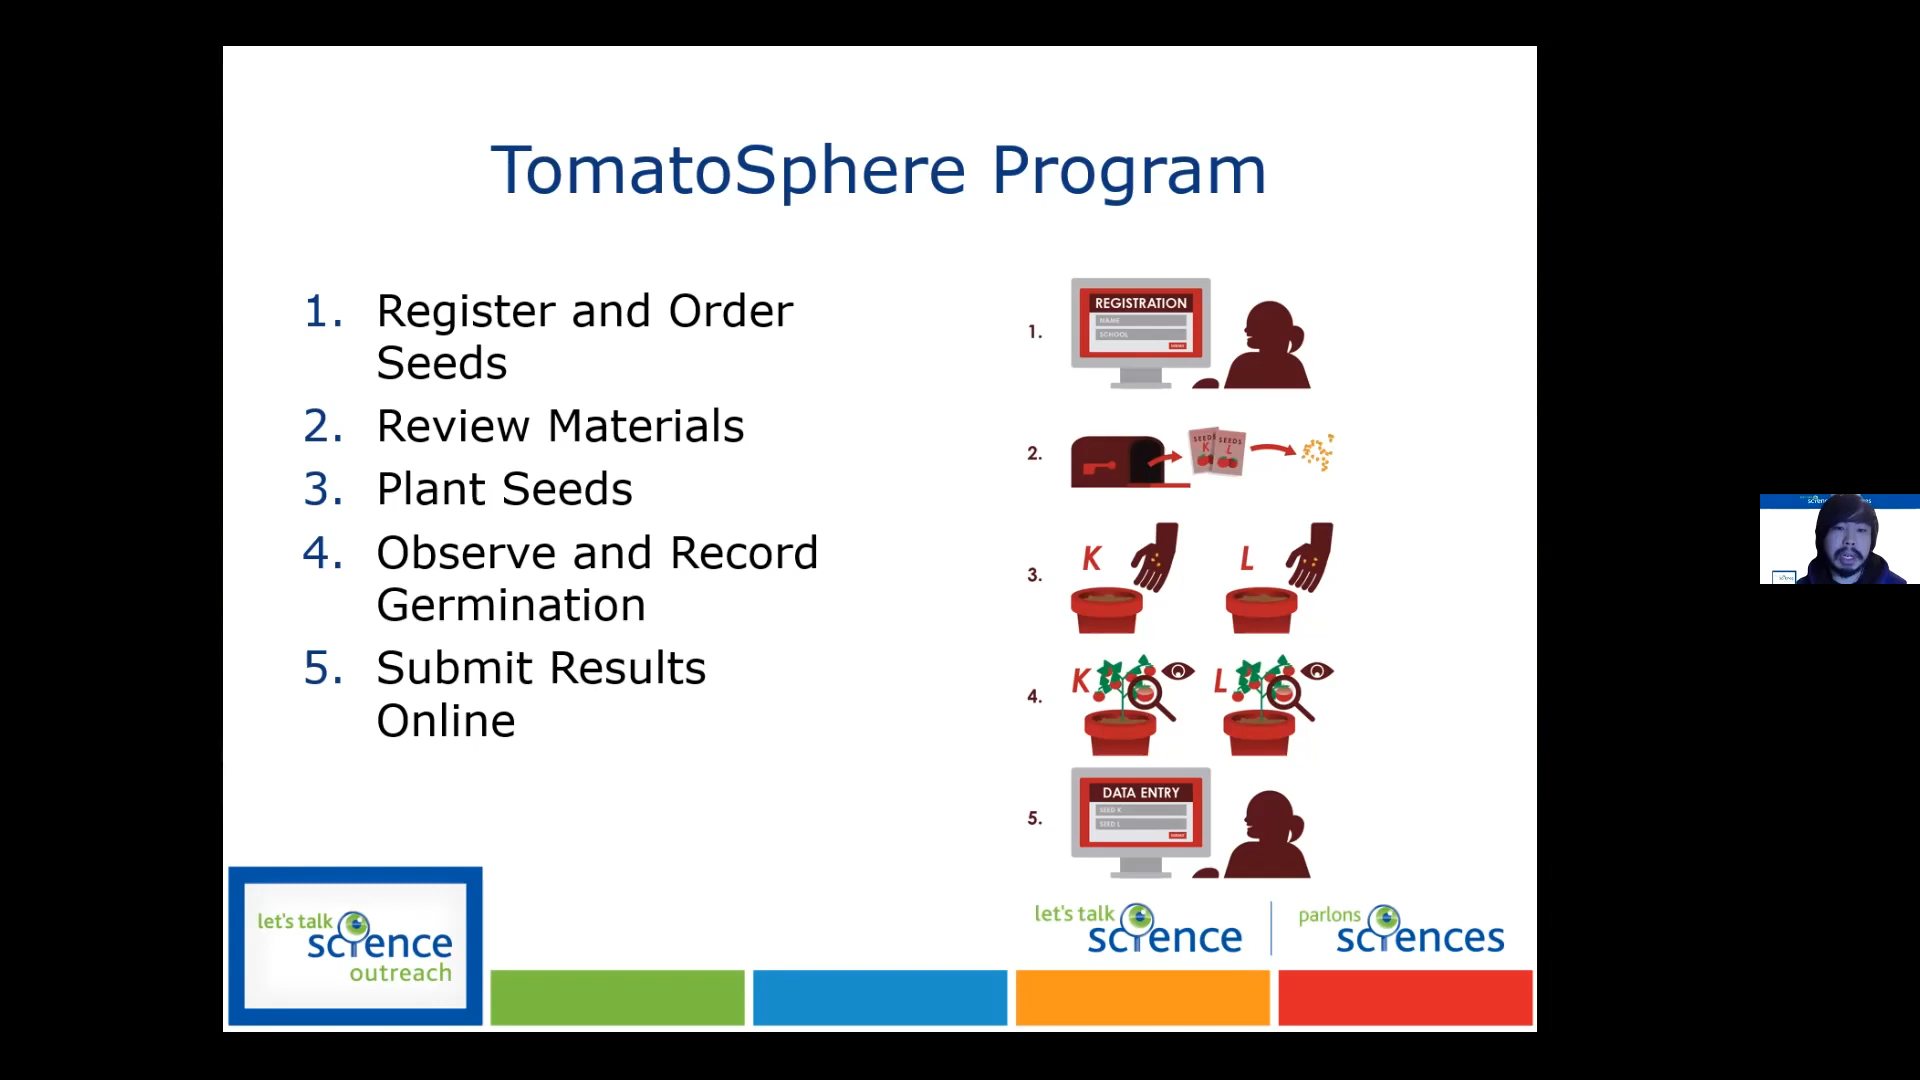 TomatoSphere Program
1. Register and Order
Seeds
2. Review Materials
3. Plant Seeds
4. Observe and Record
Germination
5. Submit Results
Online
1.
REGISTRATION
NAME
SCHOOL
2.
SEEDS
K
SEEDS
L
3.
K
L
4.
K
L
5.
DATA ENTRY
SEED K
SEED L
let's talk
science
outreach
let's talk
science
parlons
sciences